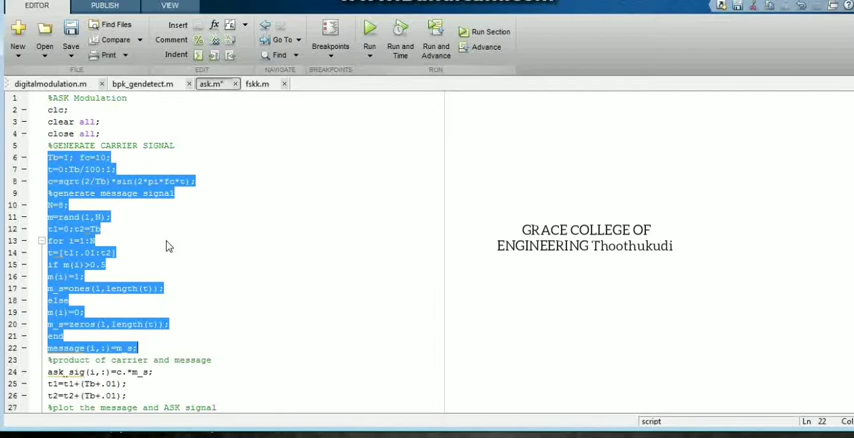 EDITOR PUBLISH VIEW
New Open Save
Find Files
Compare
Print
FILE
Insert fx
Comment %
Indent
EDIT
Go To
Find
NAVIGATE
Breakpoints
BREAKPOINTS
Run
Run and Time
Run and Advance
Run Section
Advance
RUN
digitalmodulation.m × bpk_gendetect.m × ask.m* × fskk.m ×
1 %ASK Modulation
2 clc;
3 clear all;
4 close all;
5 %GENERATE CARRIER SIGNAL
6 Tb=1; fc=10;
7 t=0:Tb/100:1;
8 c=sqrt(2/Tb)*sin(2*pi*fc*t);
9 %generate message signal
10 N=8;
11 m=rand(1,N);
12 t1=0;t2=Tb
13 for i=1:N
14 t=[t1:.01:t2]
15 if m(i)>0.5
16 m(i)=1;
17 m_s=ones(1,length(t));
18 else
19 m(i)=0;
20 m_s=zeros(1,length(t));
21 end
22 message(i,:)=m_s;
23 %product of carrier and message
24 ask_sig(i,:)=c.*m_s;
25 t1=t1+(Tb+.01);
26 t2=t2+(Tb+.01);
27 %plot the message and ASK signal
GRACE COLLEGE OF
ENGINEERING Thoothukudi
script Ln 22 Col